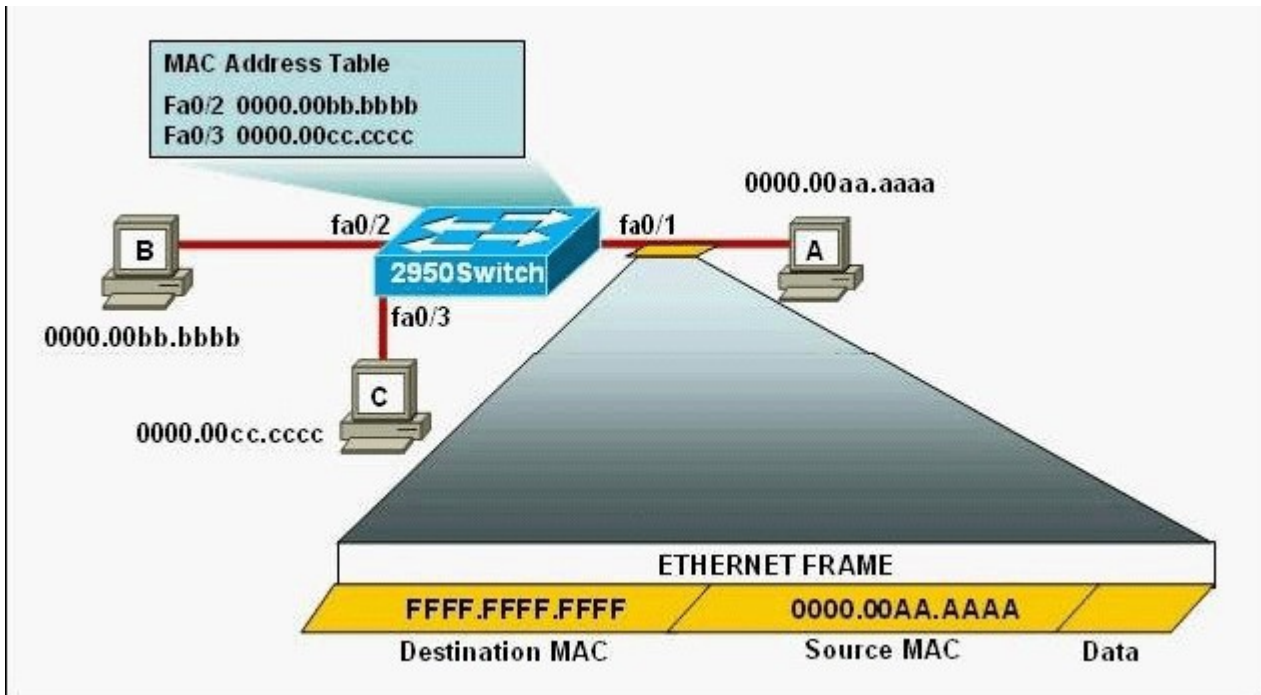 MAC Address Table
Fa0/2 0000.00bb.bbbb
Fa0/3 0000.00cc.cccc
0000.00aa.aaaa
fa0/2
fa0/1
B
A
2950Switch
fa0/3
0000.00bb.bbbb
C
0000.00cc.cccc
ETHERNET FRAME
FFFF.FFFF.FFFF 0000.00AA.AAAA
Destination MAC Source MAC Data